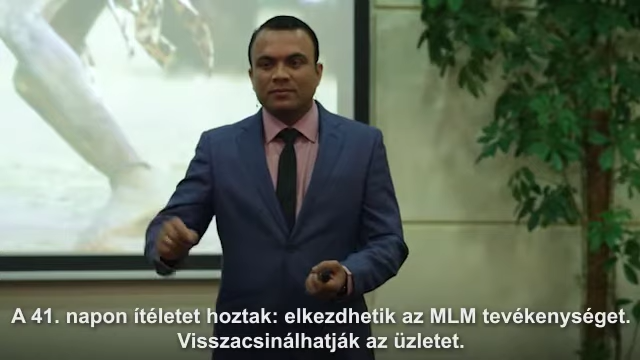 A 41. napon ítéletet hoztak: elkezdhetik az MLM tevékenységet.
Visszacsinálhatják az üzletet.